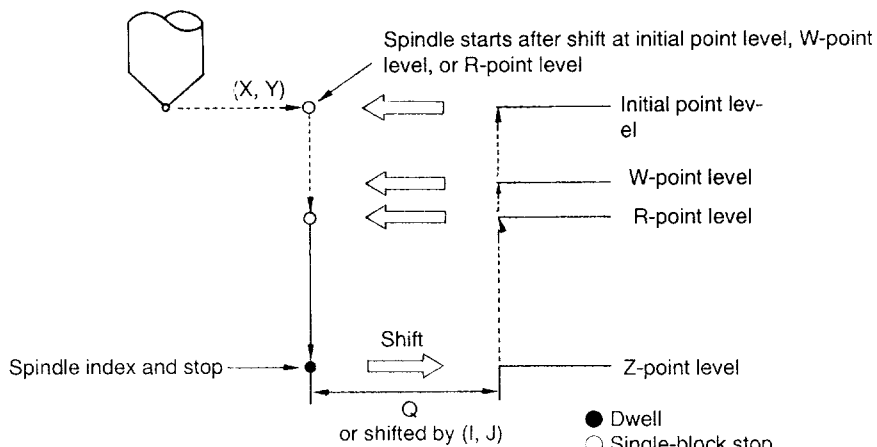 Spindle starts after shift at initial point level, W-point
level, or R-point level
(X, Y)
Initial point lev-
el
W-point level
R-point level
Shift
Spindle index and stop
Z-point level
Q
or shifted by (I, J)
● Dwell
○ Single-block stop